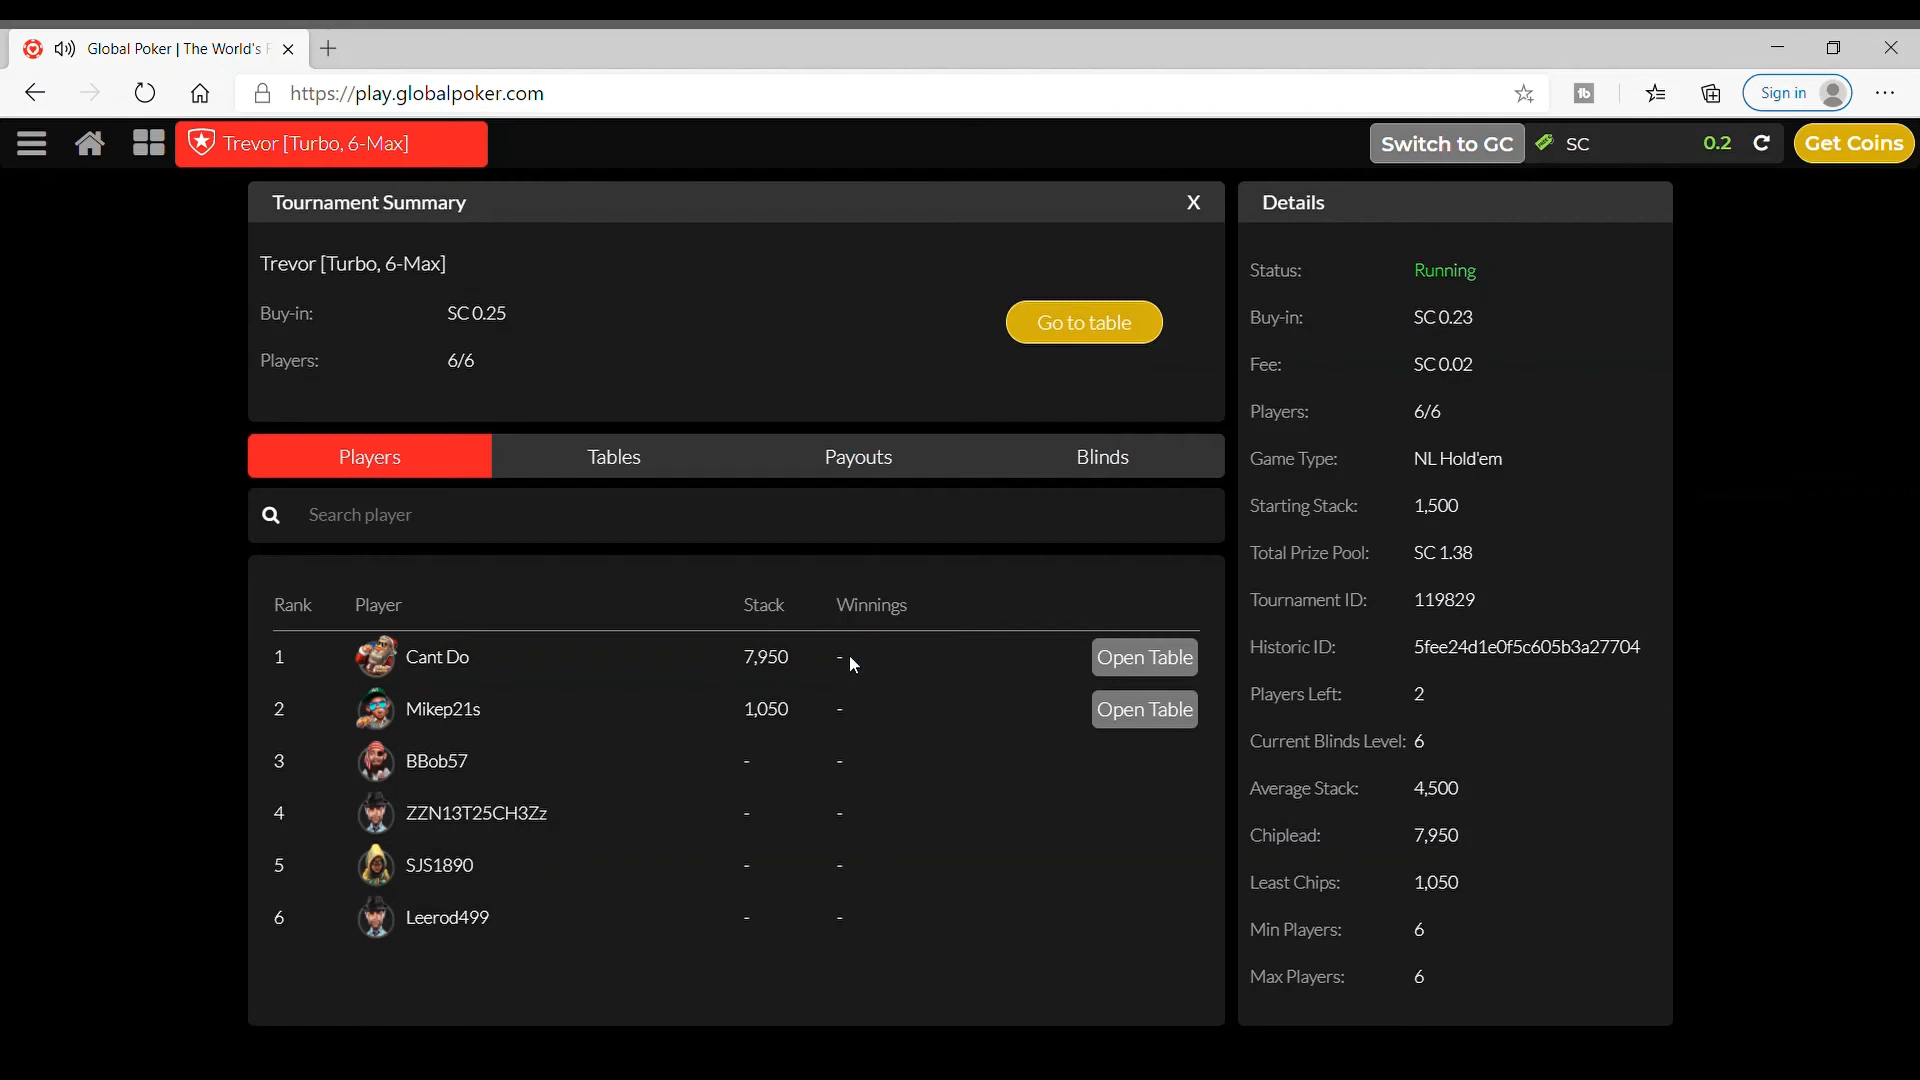 Global Poker | The World's F
https://play.globalpoker.com
Sign in
Trevor [Turbo, 6-Max]
Switch to GC
SC
0.2
Get Coins
Tournament Summary
X
Trevor [Turbo, 6-Max]
Buy-in: SC 0.25
Go to table
Players: 6/6
Players
Tables
Payouts
Blinds
Search player
Rank Player Stack Winnings
1 Cant Do 7,950 - Open Table
2 Mikep21s 1,050 - Open Table
3 BBob57 - -
4 ZZN13T25CH3Zz - -
5 SJS1890 - -
6 Leerod499 - -
Details
Status: Running
Buy-in: SC 0.23
Fee: SC 0.02
Players: 6/6
Game Type: NL Hold'em
Starting Stack: 1,500
Total Prize Pool: SC 1.38
Tournament ID: 119829
Historic ID: 5fee24d1e0f5c605b3a27704
Players Left: 2
Current Blinds Level: 6
Average Stack: 4,500
Chiplead: 7,950
Least Chips: 1,050
Min Players: 6
Max Players: 6